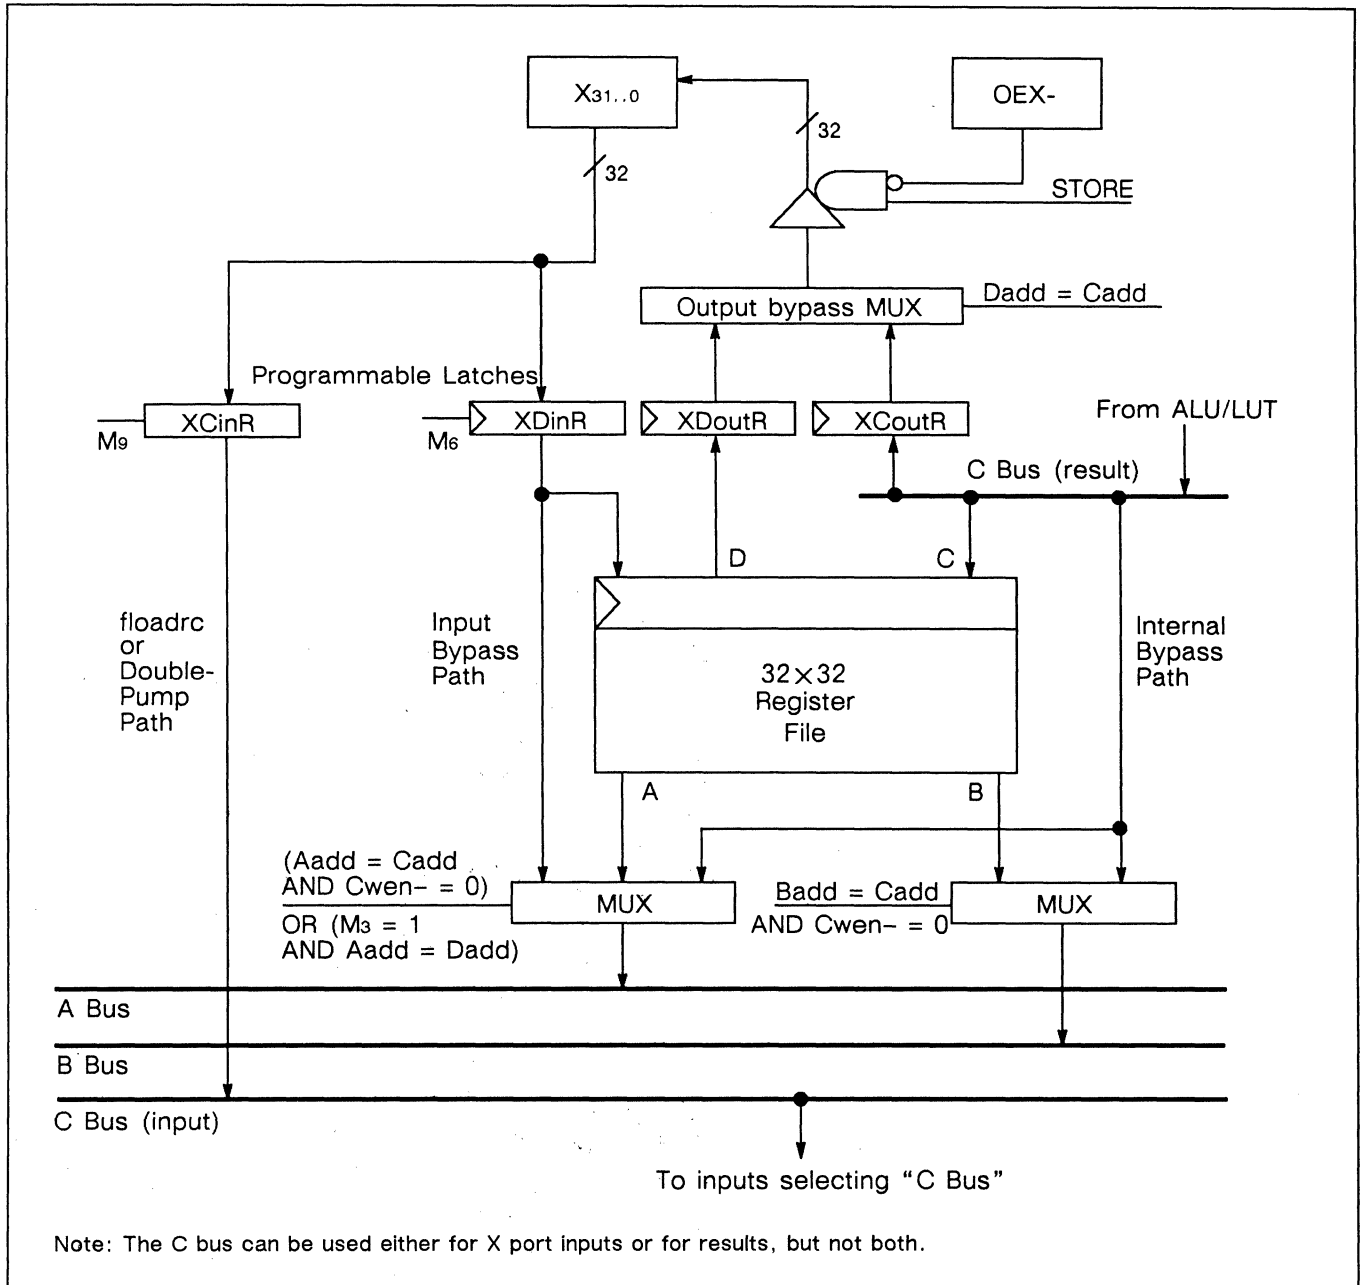 X31..0
OEX-
32
32
STORE
Output bypass MUX
Dadd = Cadd
Programmable Latches
XCinR
XDinR
XDoutR
XCoutR
From ALU/LUT
M9
M6
C Bus (result)
D
C
floadrc
or
Double-
Pump
Path
Input
Bypass
Path
32×32
Register
File
Internal
Bypass
Path
A
B
(Aadd = Cadd
AND Cwen- = 0)
OR (M3 = 1
AND Aadd = Dadd)
MUX
Badd = Cadd
AND Cwen- = 0
MUX
A Bus
B Bus
C Bus (input)
To inputs selecting “C Bus”
Note: The C bus can be used either for X port inputs or for results, but not both.